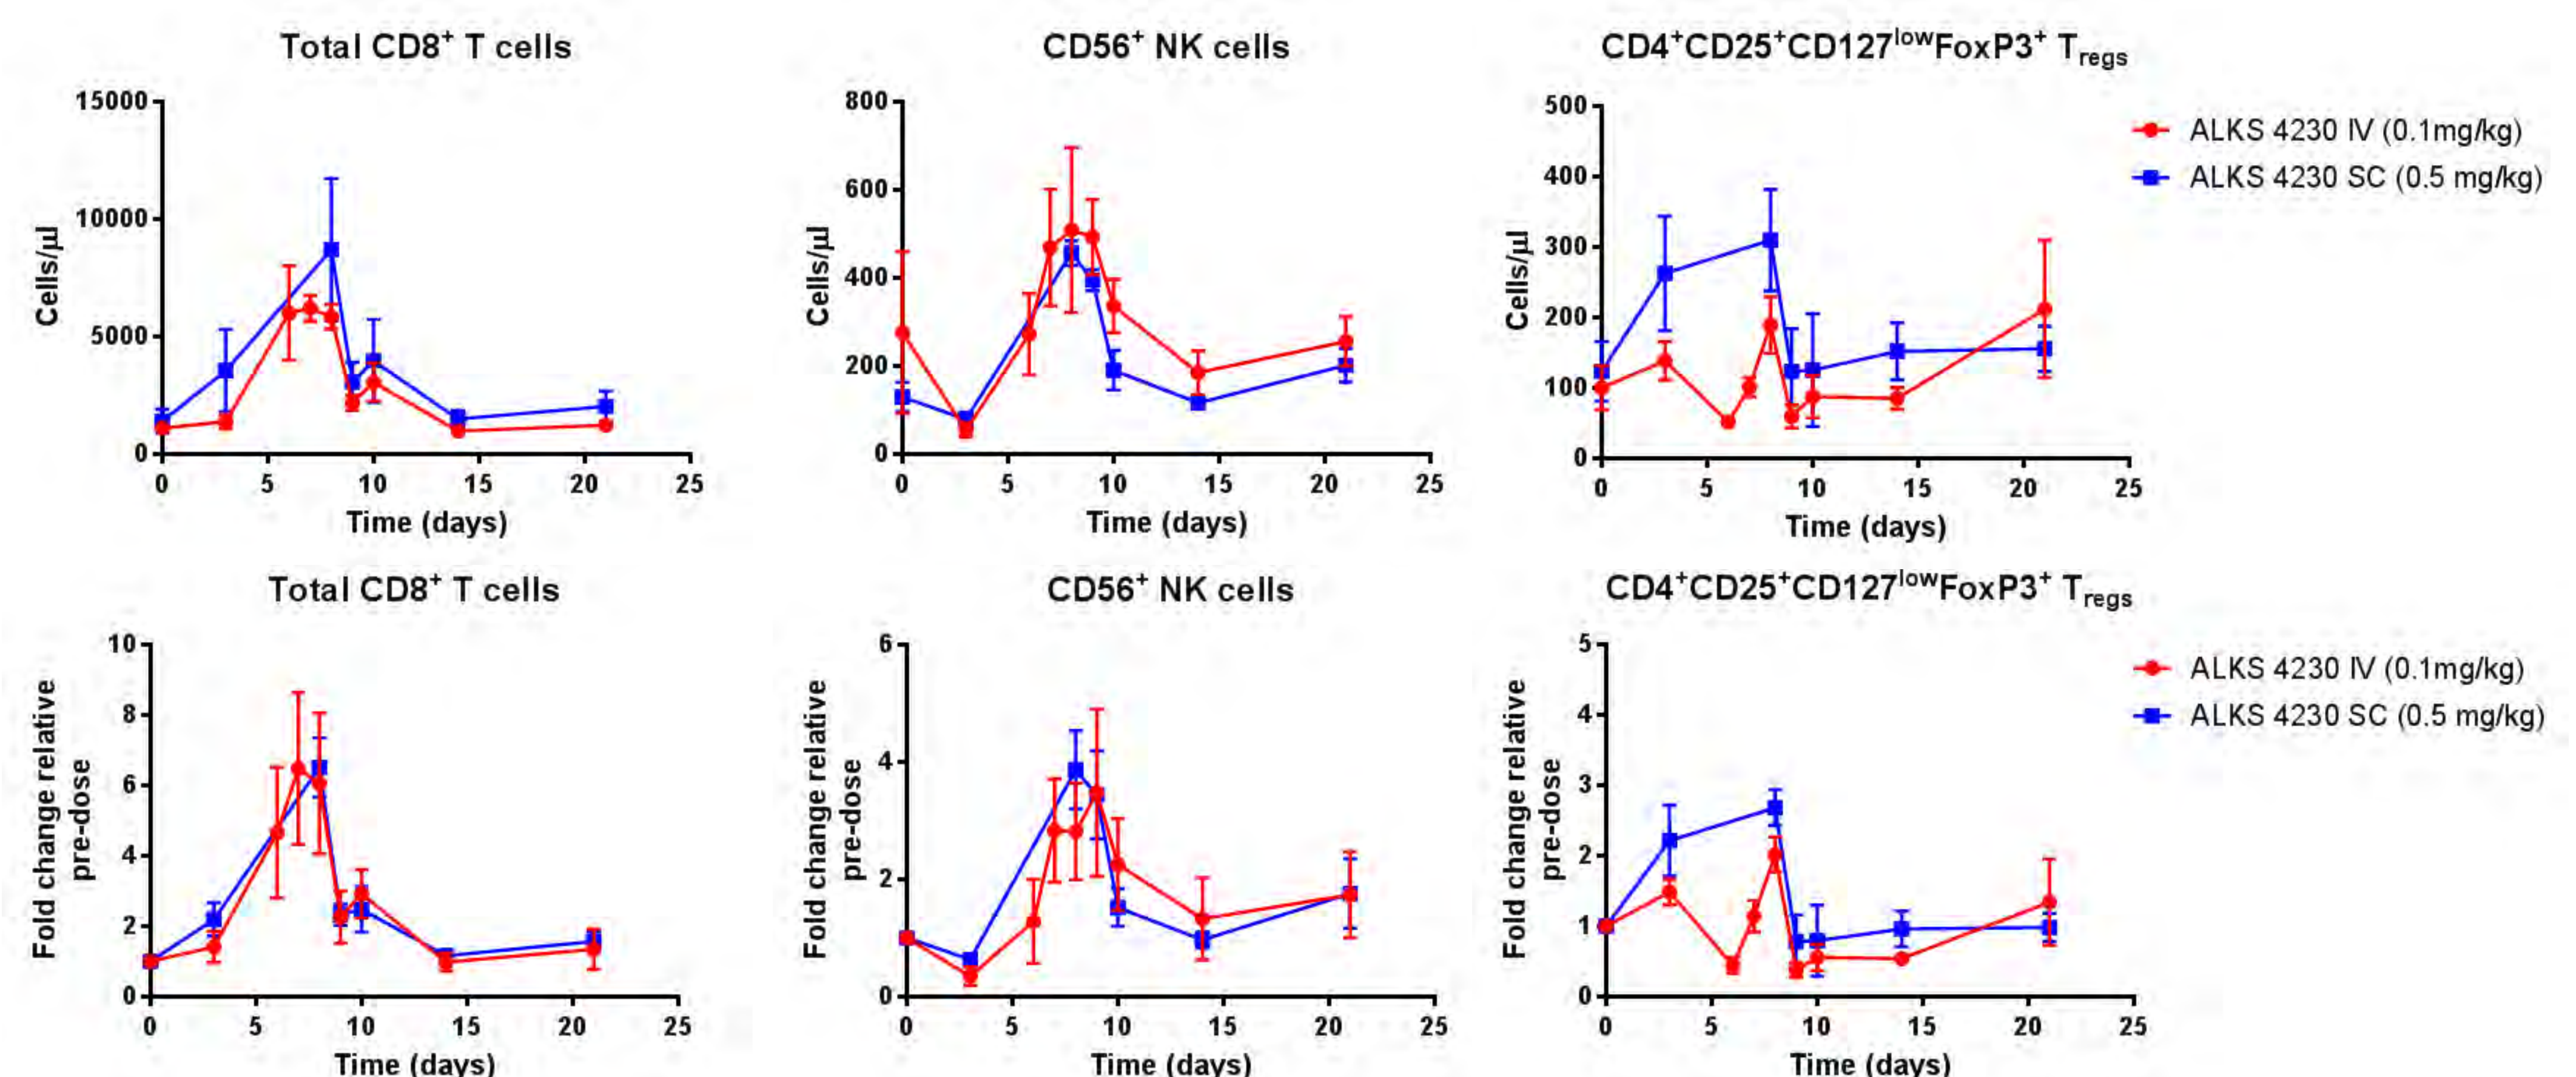 Total CD8⁺ T cells
15000
10000
5000
0
Cells/µl
0 5 10 15 20 25
Time (days)
CD56⁺ NK cells
800
600
400
200
0
Cells/µl
0 5 10 15 20 25
Time (days)
CD4⁺CD25⁺CD127ˡᵒʷFoxP3⁺ Tregs
500
400
300
200
100
0
Cells/µl
0 5 10 15 20 25
Time (days)
ALKS 4230 IV (0.1mg/kg)
ALKS 4230 SC (0.5 mg/kg)
Total CD8⁺ T cells
10
8
6
4
2
0
Fold change relative
pre-dose
0 5 10 15 20 25
Time (days)
CD56⁺ NK cells
6
4
2
0
Fold change relative
pre-dose
0 5 10 15 20 25
Time (days)
CD4⁺CD25⁺CD127ˡᵒʷFoxP3⁺ Tregs
5
4
3
2
1
0
Fold change relative
pre-dose
0 5 10 15 20 25
Time (days)
ALKS 4230 IV (0.1mg/kg)
ALKS 4230 SC (0.5 mg/kg)